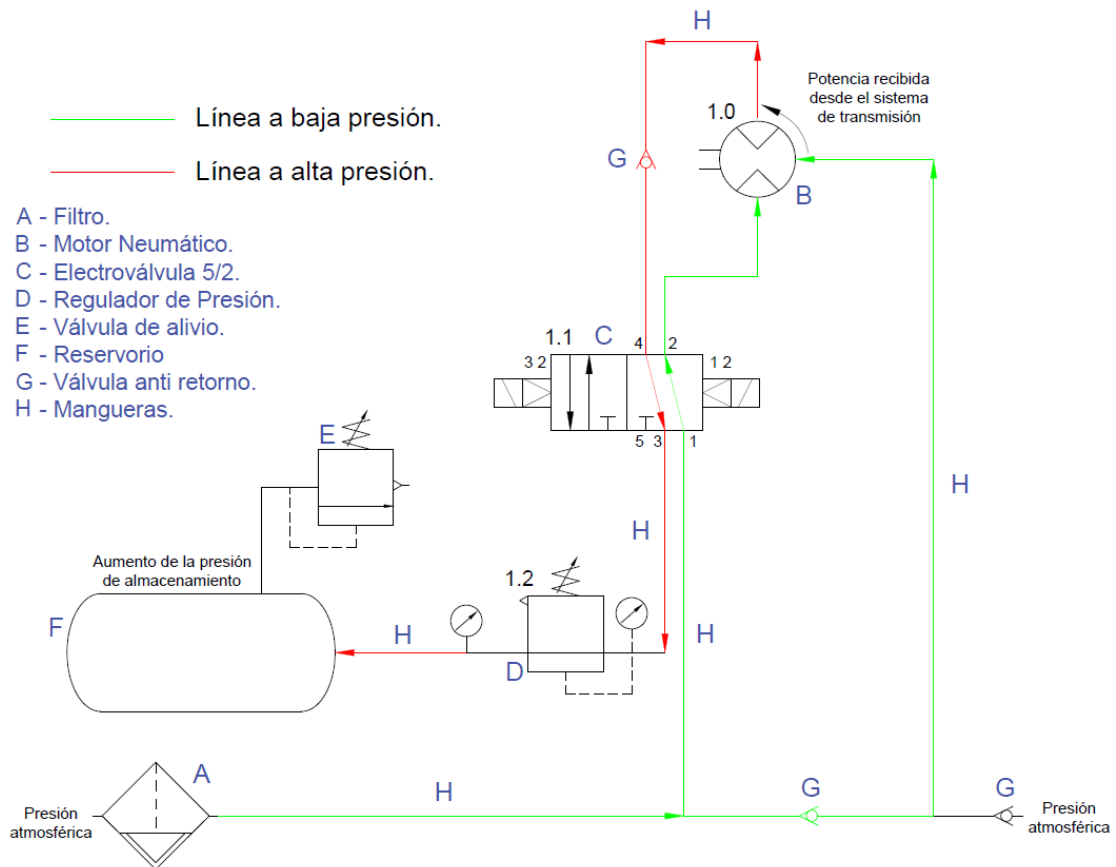 H
Potencia recibida
desde el sistema
de transmisión
1.0
Línea a baja presión.
G
Línea a alta presión.
B
A - Filtro.
B - Motor Neumático.
C - Electroválvula 5/2.
D - Regulador de Presión.
E - Válvula de alivio.
F - Reservorio
G - Válvula anti retorno.
H - Mangueras.
1.1
C
4
2
3 2
1 2
5
3
1
E
H
H
Aumento de la presión
de almacenamiento
1.2
F
H
H
D
A
H
G
G
Presión
atmosférica
Presión
atmosférica